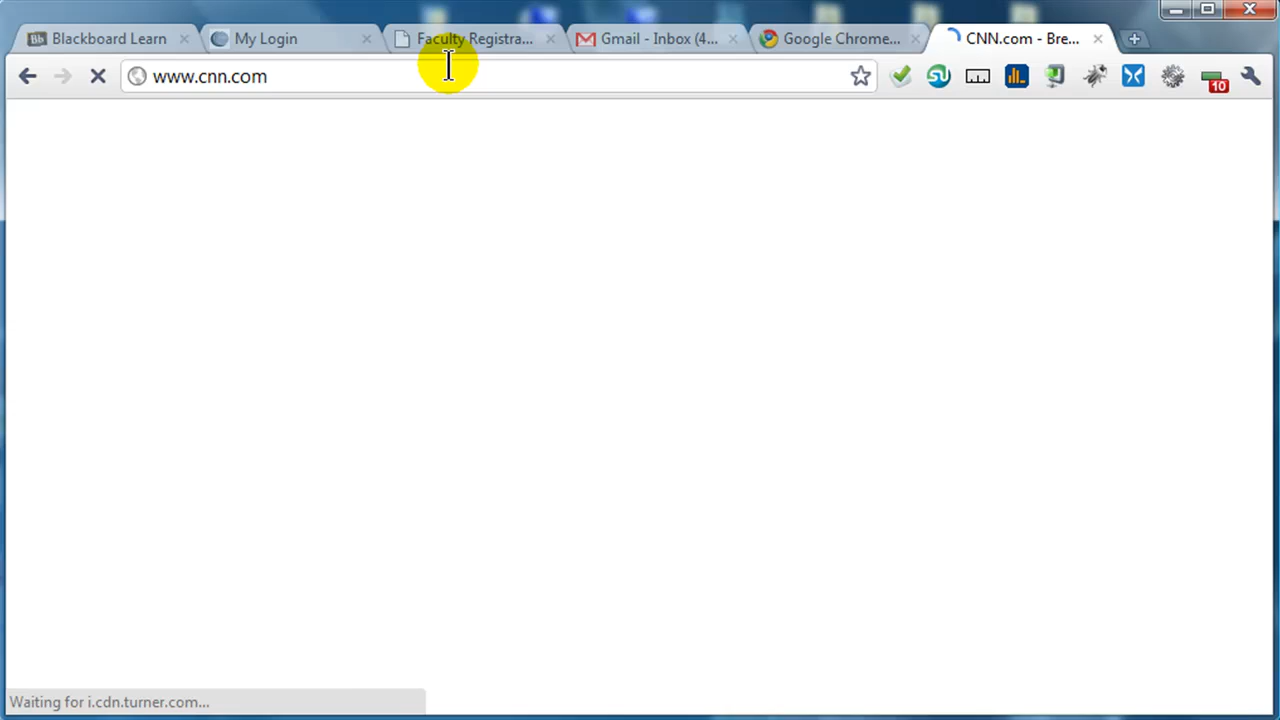 Blackboard Learn
My Login
Faculty Registra...
Gmail - Inbox (4...
Google Chrome...
CNN.com - Bre...
www.cnn.com
10
Waiting for i.cdn.turner.com...